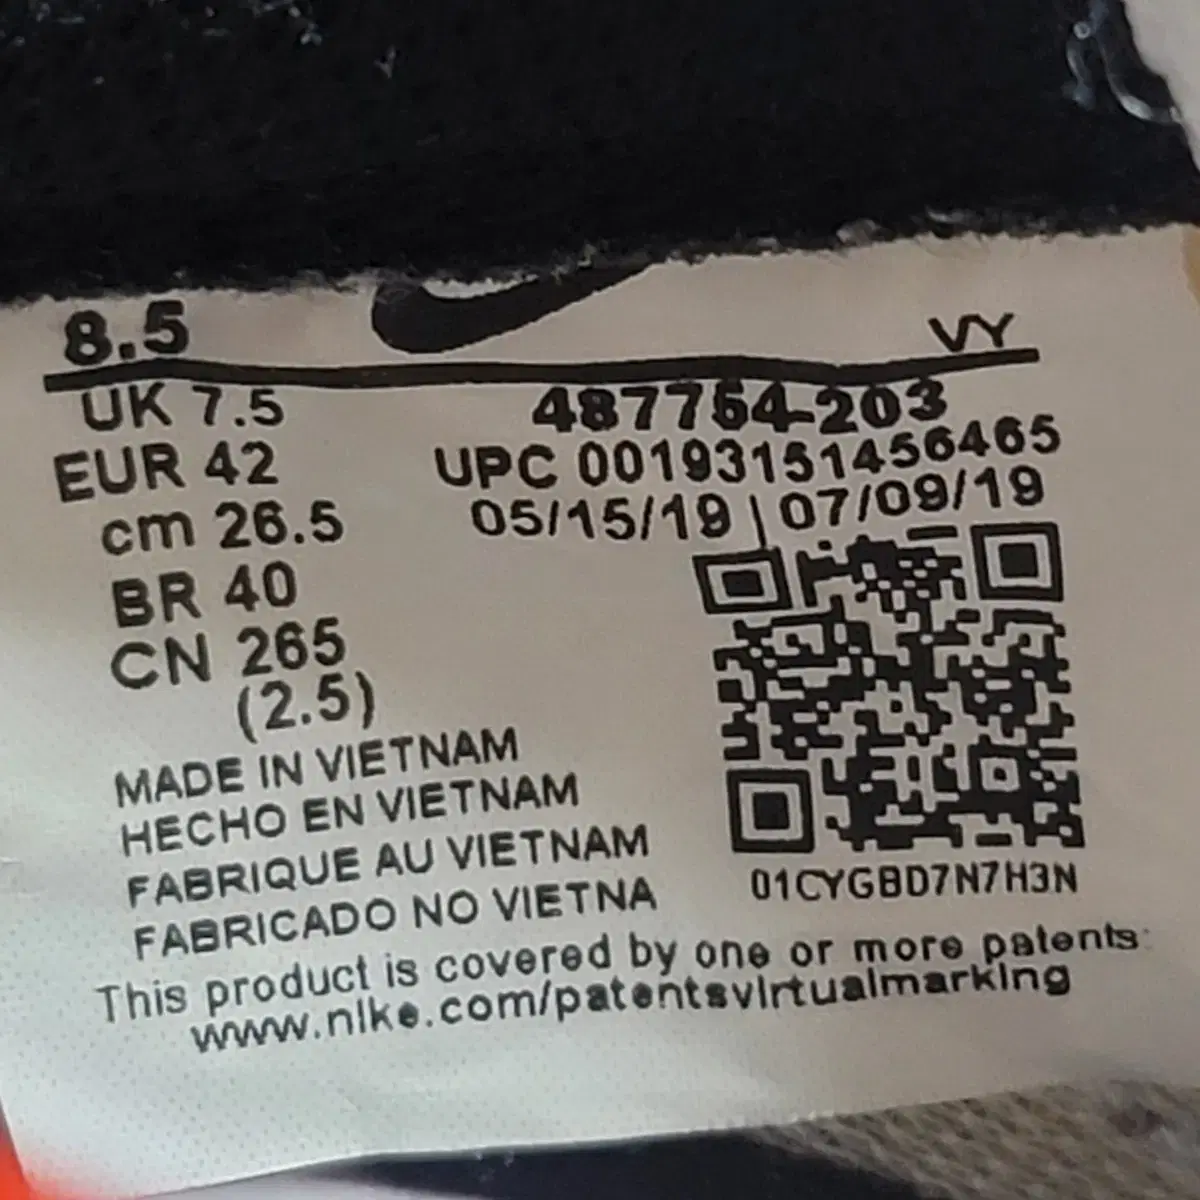 8.5 VY
UK 7.5 487754-203
EUR 42 UPC 00193151456465
cm 26.5 05/15/19 | 07/09/19
BR 40
CN 265
(2.5)
MADE IN VIETNAM
HECHO EN VIETNAM
FABRIQUE AU VIETNAM
FABRICADO NO VIETNA
01CYGBD7N7H3N
This product is covered by one or more patents:
www.nike.com/patentsvirtualmarking